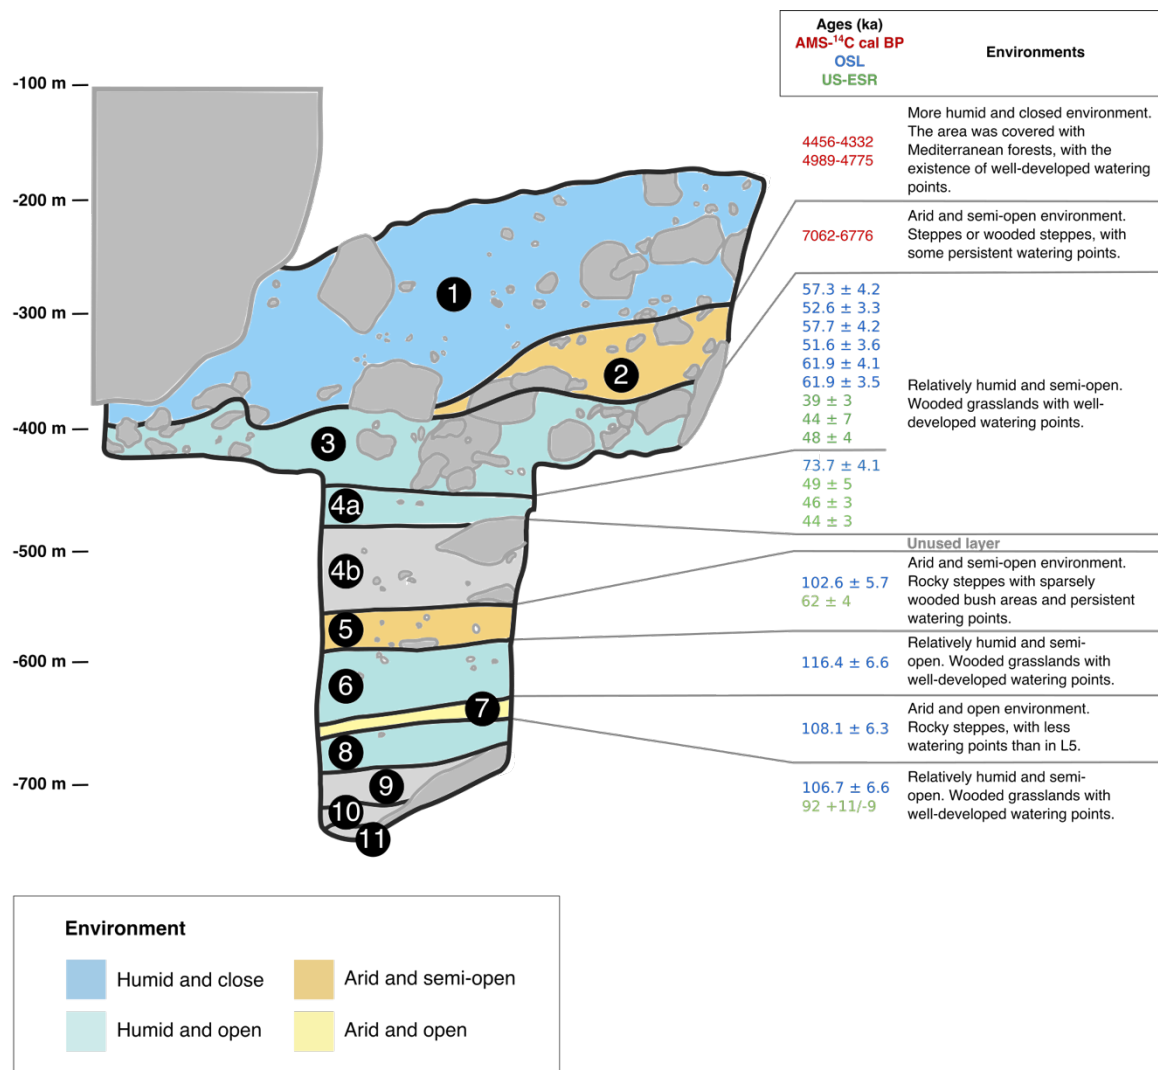 Ages (ka)
AMS-¹⁴C cal BP
OSL
US-ESR
Environments
-100 m
-200 m
-300 m
-400 m
-500 m
-600 m
-700 m
1
2
3
4a
4b
5
6
7
8
9
10
11
4456-4332
4989-4775
More humid and closed environment.
The area was covered with
Mediterranean forests, with the
existence of well-developed watering
points.
7062-6776
Arid and semi-open environment.
Steppes or wooded steppes, with
some persistent watering points.
57.3 ± 4.2
52.6 ± 3.3
57.7 ± 4.2
51.6 ± 3.6
61.9 ± 4.1
61.9 ± 3.5
39 ± 3
44 ± 7
48 ± 4
Relatively humid and semi-open.
Wooded grasslands with well-
developed watering points.
73.7 ± 4.1
49 ± 5
46 ± 3
44 ± 3
Unused layer
102.6 ± 5.7
62 ± 4
Arid and semi-open environment.
Rocky steppes with sparsely
wooded bush areas and persistent
watering points.
116.4 ± 6.6
Relatively humid and semi-
open. Wooded grasslands with
well-developed watering points.
108.1 ± 6.3
Arid and open environment.
Rocky steppes, with less
watering points than in L5.
106.7 ± 6.6
92 +11/-9
Relatively humid and semi-
open. Wooded grasslands with
well-developed watering points.
Environment
Humid and close
Arid and semi-open
Humid and open
Arid and open